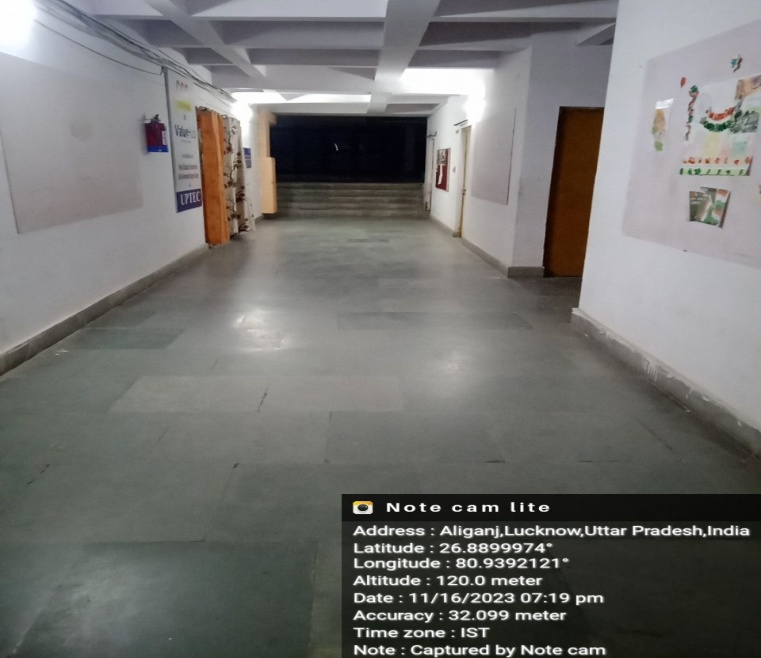 UPTEC
Note cam lite
Address : Aliganj,Lucknow,Uttar Pradesh,India
Latitude : 26.8899974°
Longitude : 80.9392121°
Altitude : 120.0 meter
Date : 11/16/2023 07:19 pm
Accuracy : 32.099 meter
Time zone : IST
Note : Captured by Note cam